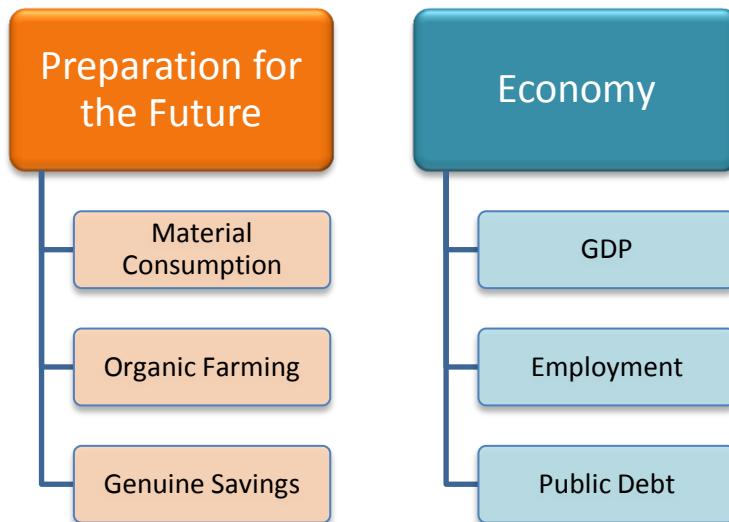 Preparation for
the Future
Material
Consumption
Organic Farming
Genuine Savings
Economy
GDP
Employment
Public Debt